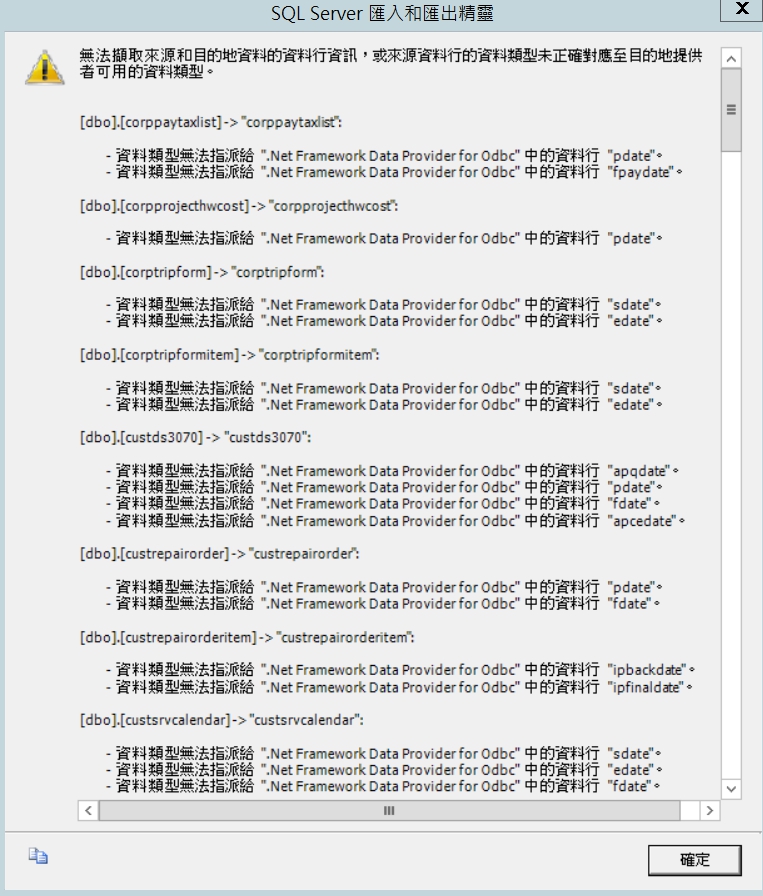 SQL Server 匯入和匯出精靈
無法擷取來源和目的地資料的資料行資訊，或來源資料行的資料類型未正確對應至目的地提供
者可用的資料類型。
[dbo].[corppaytaxlist] -> "corppaytaxlist":
- 資料類型無法指派給 ".Net Framework Data Provider for Odbc" 中的資料行 "pdate"。
- 資料類型無法指派給 ".Net Framework Data Provider for Odbc" 中的資料行 "fpaydate"。
[dbo].[corpprojecthwcost] -> "corpprojecthwcost":
- 資料類型無法指派給 ".Net Framework Data Provider for Odbc" 中的資料行 "pdate"。
[dbo].[corptripform] -> "corptripform":
- 資料類型無法指派給 ".Net Framework Data Provider for Odbc" 中的資料行 "sdate"。
- 資料類型無法指派給 ".Net Framework Data Provider for Odbc" 中的資料行 "edate"。
[dbo].[corptripformitem] -> "corptripformitem":
- 資料類型無法指派給 ".Net Framework Data Provider for Odbc" 中的資料行 "sdate"。
- 資料類型無法指派給 ".Net Framework Data Provider for Odbc" 中的資料行 "edate"。
[dbo].[custds3070] -> "custds3070":
- 資料類型無法指派給 ".Net Framework Data Provider for Odbc" 中的資料行 "apqdate"。
- 資料類型無法指派給 ".Net Framework Data Provider for Odbc" 中的資料行 "pdate"。
- 資料類型無法指派給 ".Net Framework Data Provider for Odbc" 中的資料行 "fdate"。
- 資料類型無法指派給 ".Net Framework Data Provider for Odbc" 中的資料行 "apcedate"。
[dbo].[custrepairorder] -> "custrepairorder":
- 資料類型無法指派給 ".Net Framework Data Provider for Odbc" 中的資料行 "pdate"。
- 資料類型無法指派給 ".Net Framework Data Provider for Odbc" 中的資料行 "fdate"。
[dbo].[custrepairorderitem] -> "custrepairorderitem":
- 資料類型無法指派給 ".Net Framework Data Provider for Odbc" 中的資料行 "ipbackdate"。
- 資料類型無法指派給 ".Net Framework Data Provider for Odbc" 中的資料行 "ipfinaldate"。
[dbo].[custsrvcalendar] -> "custsrvcalendar":
- 資料類型無法指派給 ".Net Framework Data Provider for Odbc" 中的資料行 "sdate"。
- 資料類型無法指派給 ".Net Framework Data Provider for Odbc" 中的資料行 "edate"。
- 資料類型無法指派給 ".Net Framework Data Provider for Odbc" 中的資料行 "fdate"。
確定